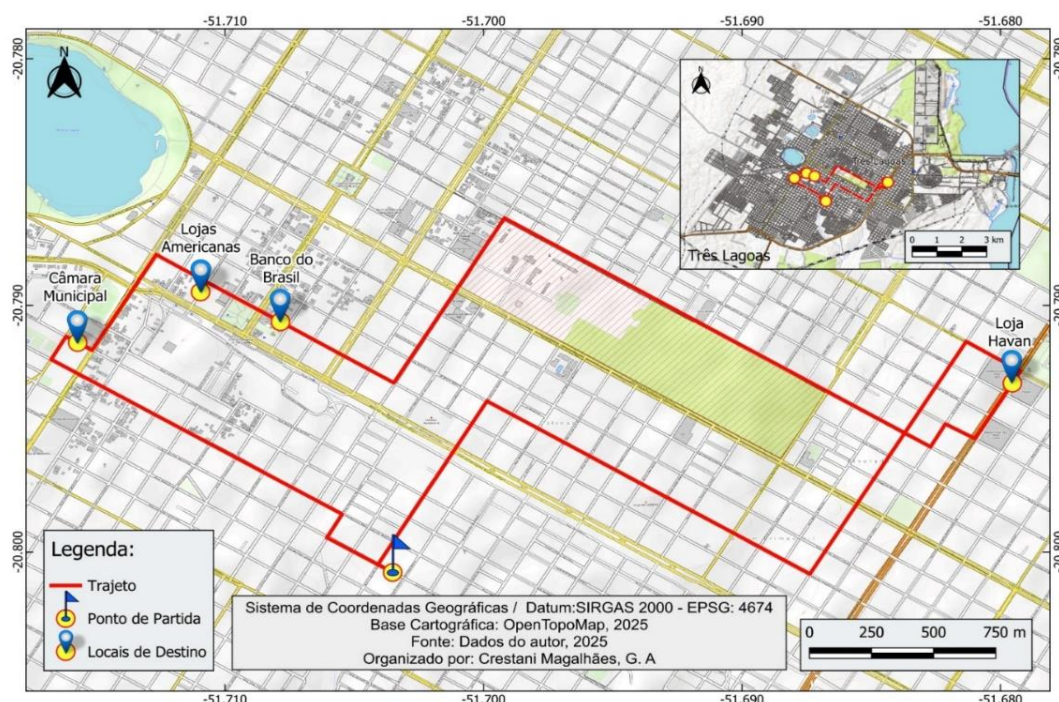 -51.710
-51.700
-51.690
-51.680
-20.780
-20.780
N
N
Três Lagoas
0 1 2 3 km
Três Lagoas
Lojas
Americanas
Banco do
Brasil
Câmara
Municipal
-20.790
-20.790
Loja
Havan
-20.800
-20.800
Legenda:
Trajeto
Ponto de Partida
Locais de Destino
Sistema de Coordenadas Geográficas / Datum:SIRGAS 2000 - EPSG: 4674
Base Cartográfica: OpenTopoMap, 2025
Fonte: Dados do autor, 2025
Organizado por: Crestani Magalhães, G. A
0 250 500 750 m
-51.710
-51.700
-51.690
-51.680